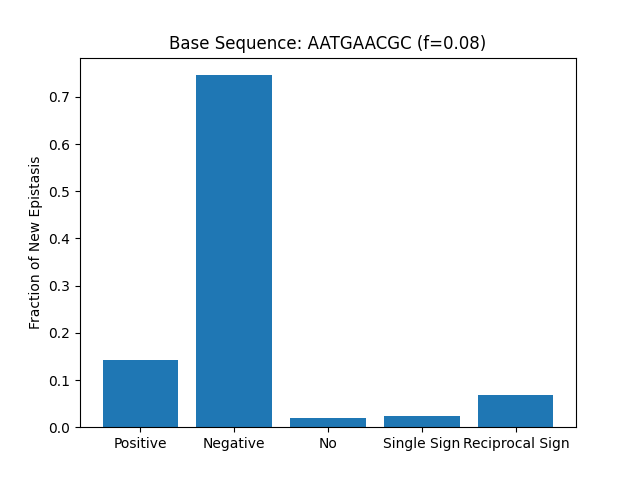 Base Sequence: AATGAACGC (f=0.08)
Fraction of New Epistasis
0.7
0.6
0.5
0.4
0.3
0.2
0.1
0.0
Positive Negative No Single Sign Reciprocal Sign